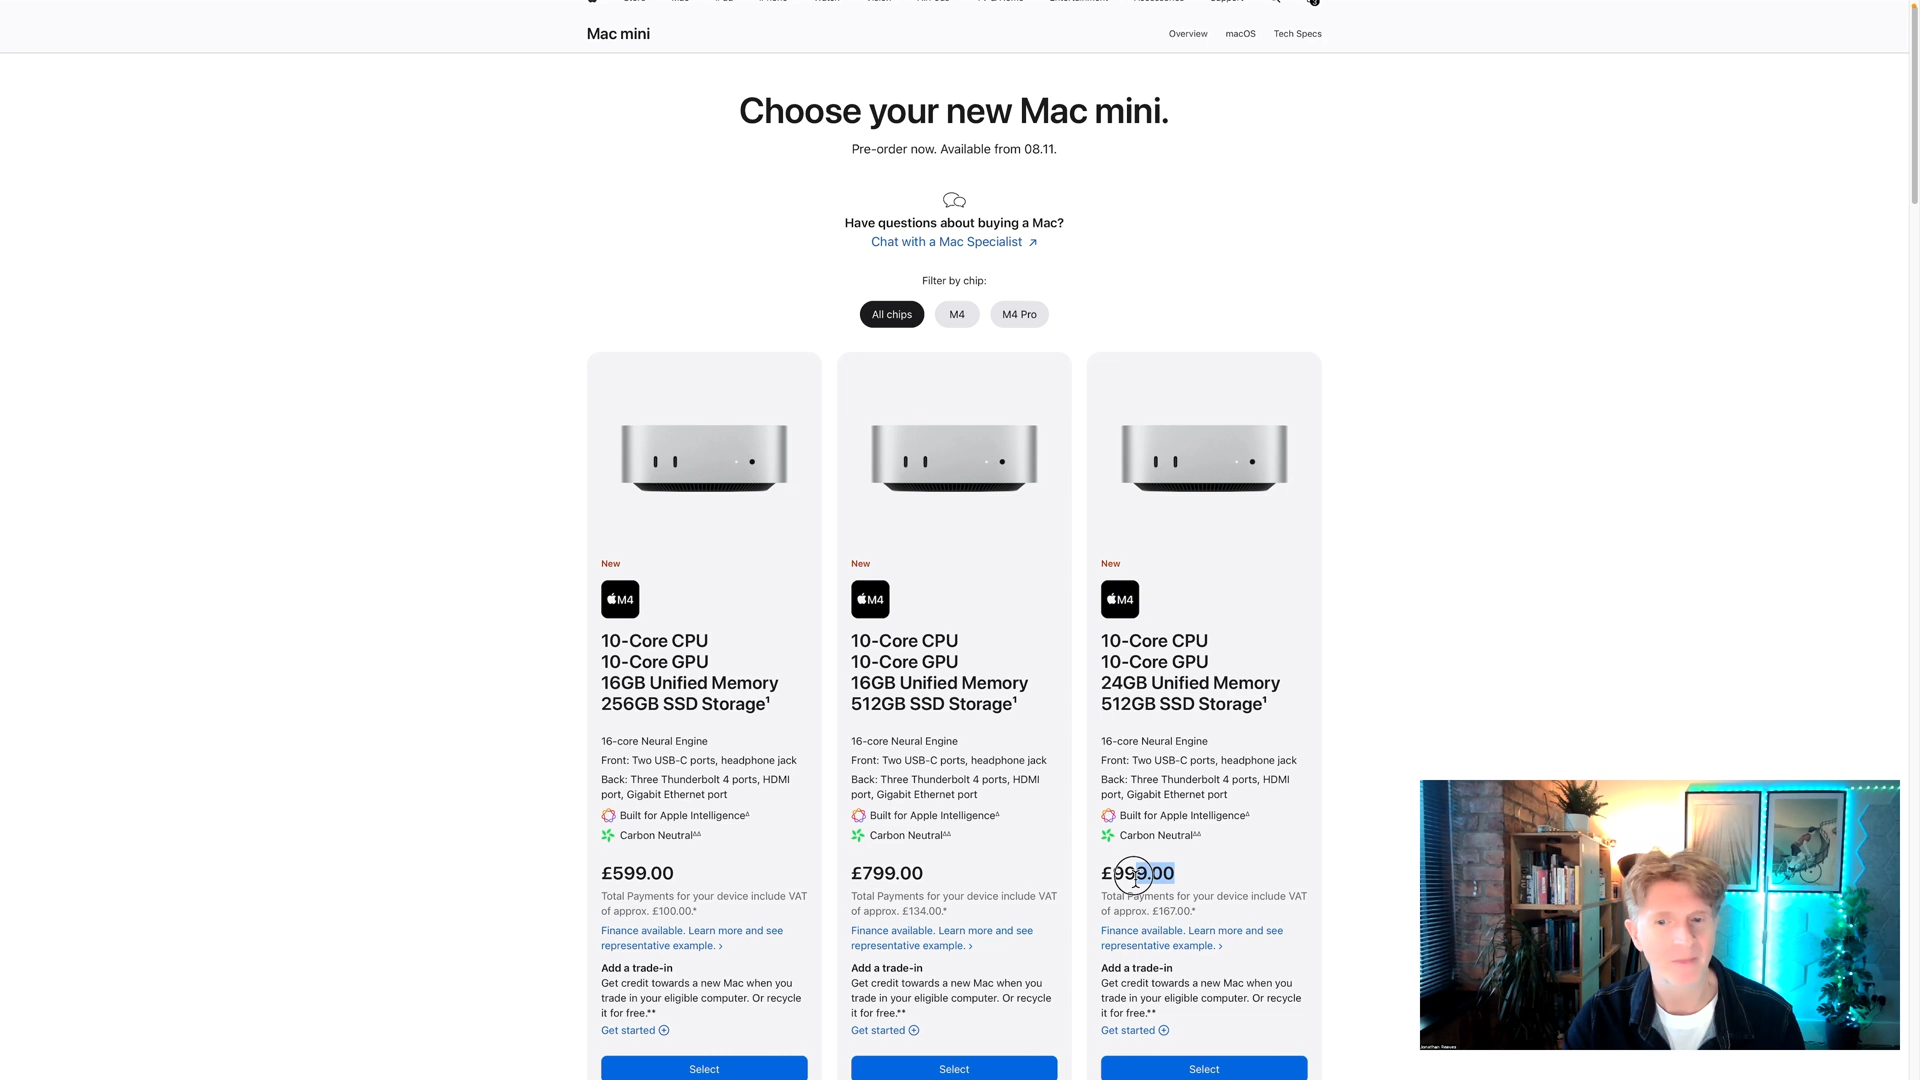 Store Mac iPad iPhone Watch Vision AirPods TV & Home Entertainment Accessories Support 3
Mac mini
Overview macOS Tech Specs
Choose your new Mac mini.
Pre-order now. Available from 08.11.
Have questions about buying a Mac?
Chat with a Mac Specialist ↗
Filter by chip:
All chips M4 M4 Pro
New
M4
10-Core CPU
10-Core GPU
16GB Unified Memory
256GB SSD Storage¹
16-core Neural Engine
Front: Two USB-C ports, headphone jack
Back: Three Thunderbolt 4 ports, HDMI
port, Gigabit Ethernet port
Built for Apple Intelligence∆
Carbon Neutral∆∆
£599.00
Total Payments for your device include VAT
of approx. £100.00.*
Finance available. Learn more and see
representative example. ›
Add a trade-in
Get credit towards a new Mac when you
trade in your eligible computer. Or recycle
it for free.**
Get started
Select
New
M4
10-Core CPU
10-Core GPU
16GB Unified Memory
512GB SSD Storage¹
16-core Neural Engine
Front: Two USB-C ports, headphone jack
Back: Three Thunderbolt 4 ports, HDMI
port, Gigabit Ethernet port
Built for Apple Intelligence∆
Carbon Neutral∆∆
£799.00
Total Payments for your device include VAT
of approx. £134.00.*
Finance available. Learn more and see
representative example. ›
Add a trade-in
Get credit towards a new Mac when you
trade in your eligible computer. Or recycle
it for free.**
Get started
Select
New
M4
10-Core CPU
10-Core GPU
24GB Unified Memory
512GB SSD Storage¹
16-core Neural Engine
Front: Two USB-C ports, headphone jack
Back: Three Thunderbolt 4 ports, HDMI
port, Gigabit Ethernet port
Built for Apple Intelligence∆
Carbon Neutral∆∆
£999.00
Total Payments for your device include VAT
of approx. £167.00.*
Finance available. Learn more and see
representative example. ›
Add a trade-in
Get credit towards a new Mac when you
trade in your eligible computer. Or recycle
it for free.**
Get started
Select
Jonathan Reeves